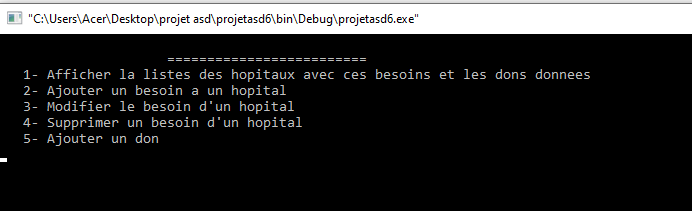 "C:\Users\Acer\Desktop\projet asd\projetasd6\bin\Debug\projetasd6.exe"
=========================
1- Afficher la listes des hopitaux avec ces besoins et les dons donnees
2- Ajouter un besoin a un hopital
3- Modifier le besoin d'un hopital
4- Supprimer un besoin d'un hopital
5- Ajouter un don